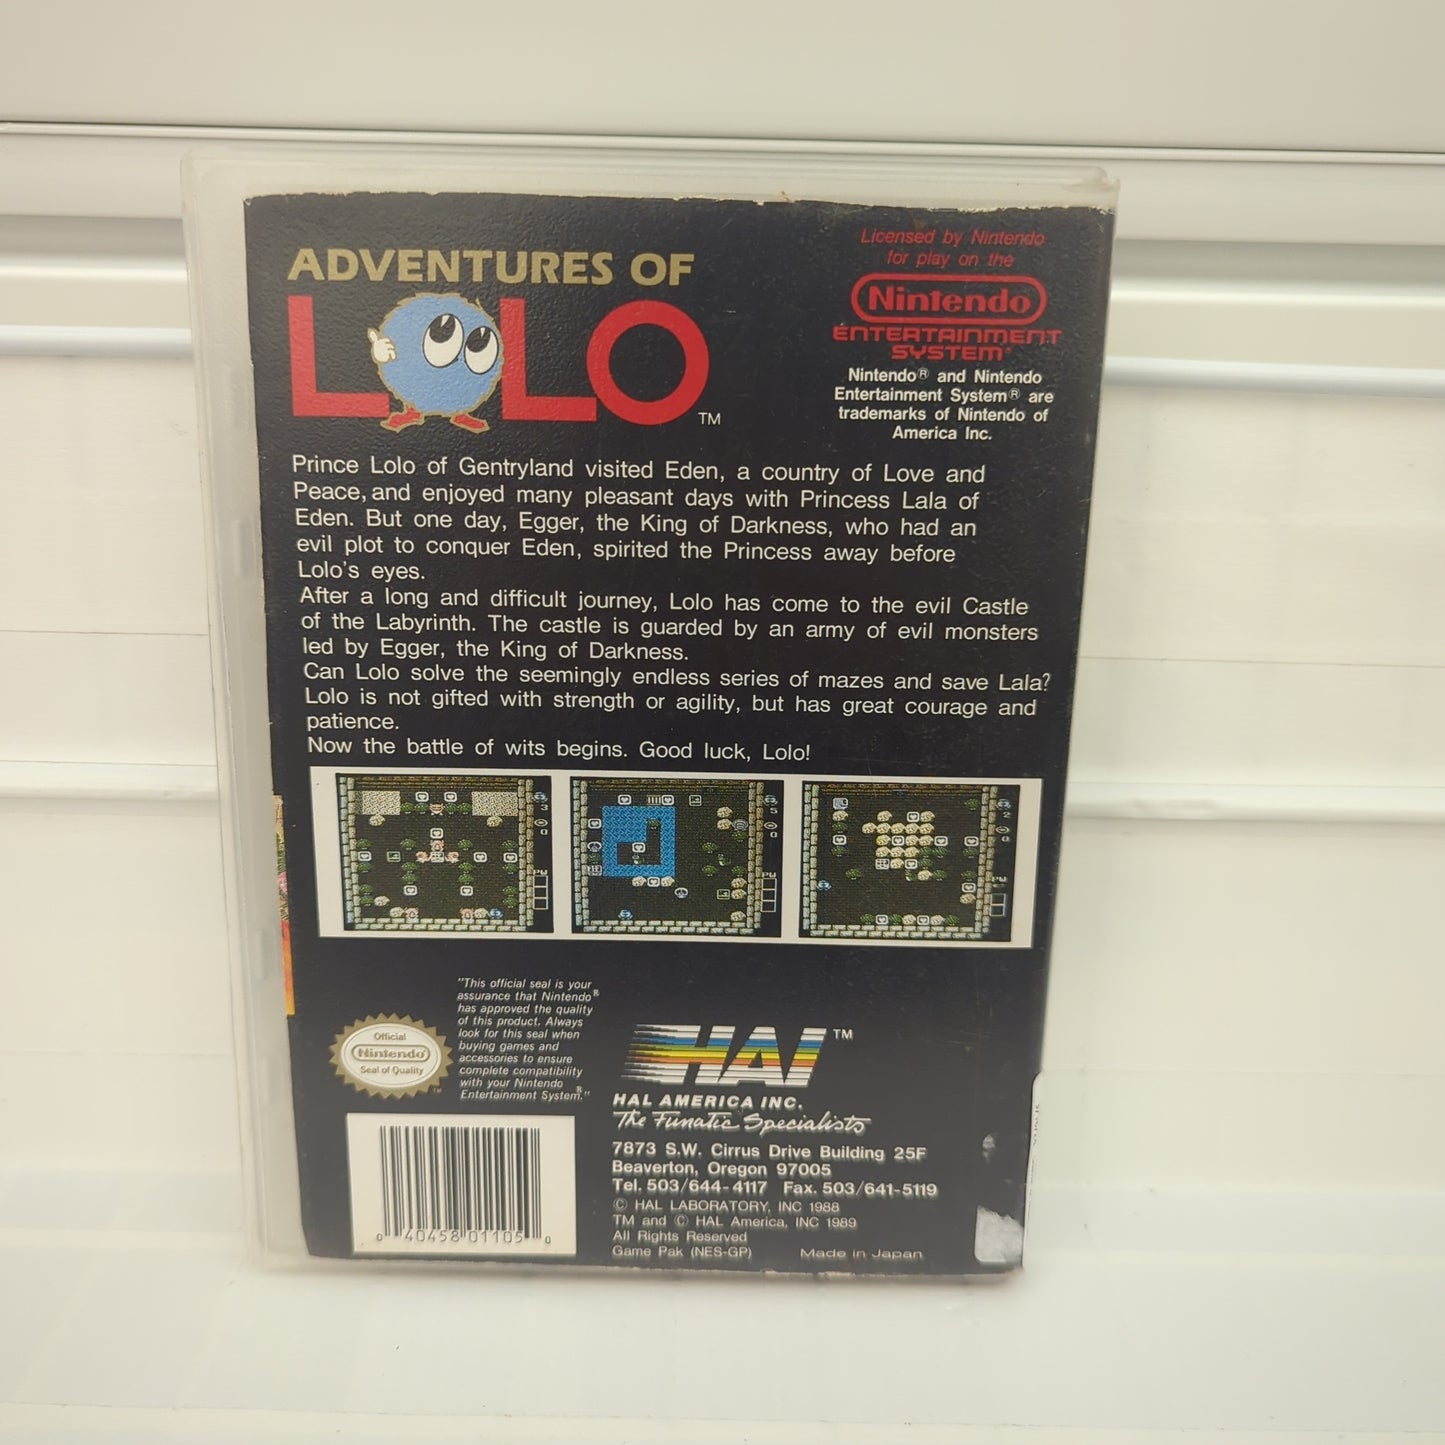 ADVENTURES OF
LOLO™
Licensed by Nintendo
for play on the
Nintendo
ENTERTAINMENT
SYSTEM®
Nintendo® and Nintendo
Entertainment System® are
trademarks of Nintendo of
America Inc.
Prince Lolo of Gentryland visited Eden, a country of Love and
Peace, and enjoyed many pleasant days with Princess Lala of
Eden. But one day, Egger, the King of Darkness, who had an
evil plot to conquer Eden, spirited the Princess away before
Lolo's eyes.
After a long and difficult journey, Lolo has come to the evil Castle
of the Labyrinth. The castle is guarded by an army of evil monsters
led by Egger, the King of Darkness.
Can Lolo solve the seemingly endless series of mazes and save Lala?
Lolo is not gifted with strength or agility, but has great courage and
patience.
Now the battle of wits begins. Good luck, Lolo!
Official
Nintendo
Seal of Quality
"This official seal is your
assurance that Nintendo®
has approved the quality
of this product. Always
look for this seal when
buying games and
accessories to ensure
complete compatibility
with your Nintendo
Entertainment System®."
HAL™
HAL AMERICA INC.
The Funatic Specialists
7873 S.W. Cirrus Drive Building 25F
Beaverton, Oregon 97005
Tel. 503/644-4117 Fax. 503/641-5119
© HAL LABORATORY, INC 1988
TM and © HAL America, INC 1989
All Rights Reserved
Game Pak (NES-GP) Made in Japan
0 40458 01105 0